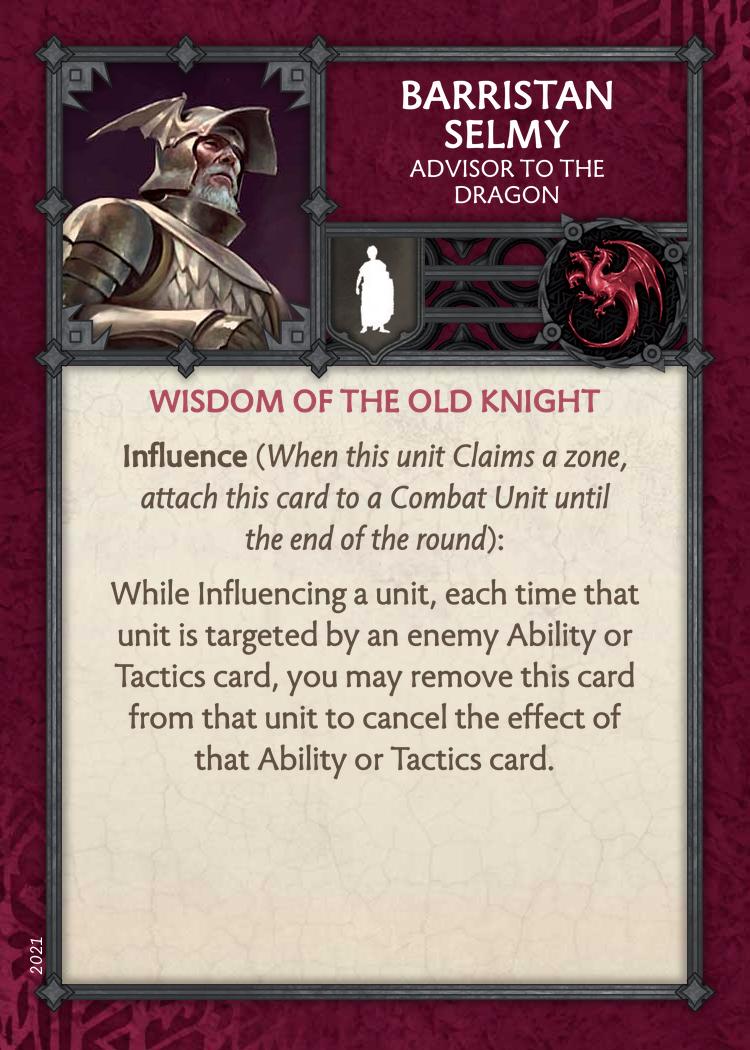 BARRISTAN
SELMY
ADVISOR TO THE
DRAGON
WISDOM OF THE OLD KNIGHT
Influence (When this unit Claims a zone,
attach this card to a Combat Unit until
the end of the round):
While Influencing a unit, each time that
unit is targeted by an enemy Ability or
Tactics card, you may remove this card
from that unit to cancel the effect of
that Ability or Tactics card.
2021